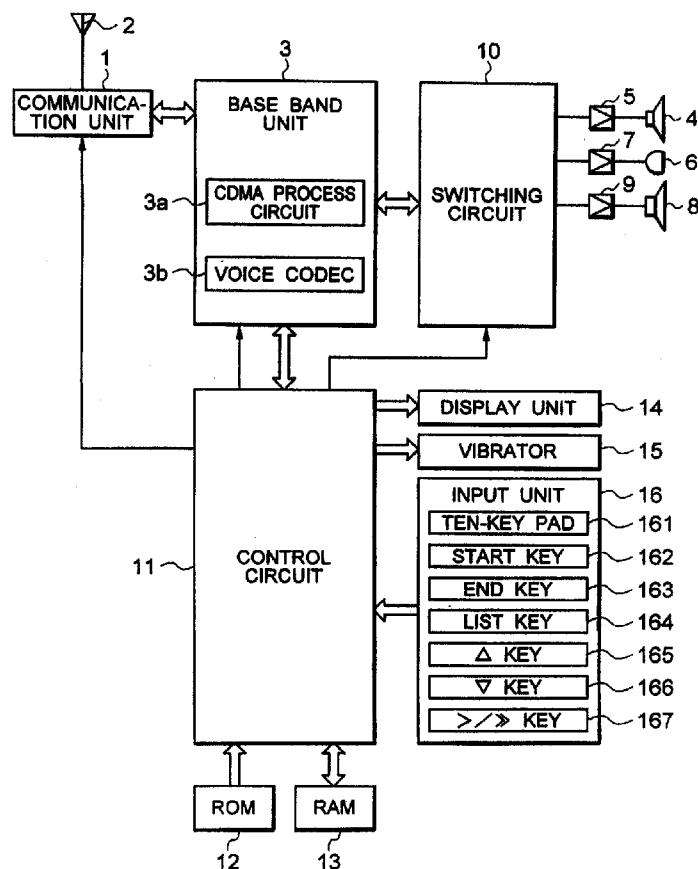 2
1
COMMUNICA-
TION UNIT
3
BASE BAND
UNIT
3a
CDMA PROCESS
CIRCUIT
3b
VOICE CODEC
10
SWITCHING
CIRCUIT
5
4
7
6
9
8
11
CONTROL
CIRCUIT
DISPLAY UNIT
14
VIBRATOR
15
INPUT UNIT
16
TEN-KEY PAD
161
START KEY
162
END KEY
163
LIST KEY
164
△ KEY
165
▽ KEY
166
>/≫ KEY
167
ROM
12
RAM
13